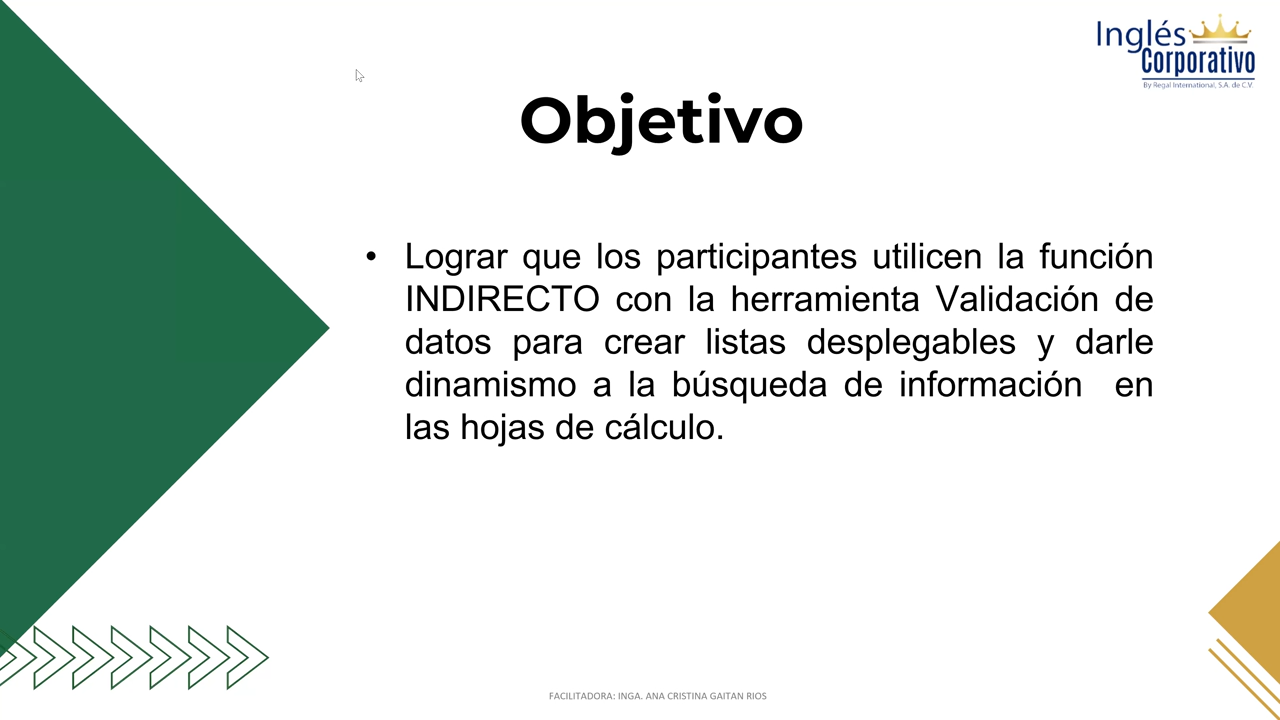 Inglés
Corporativo
By Regal International, S.A. de C.V.
Objetivo
• Lograr que los participantes utilicen la función
INDIRECTO con la herramienta Validación de
datos para crear listas desplegables y darle
dinamismo a la búsqueda de información en
las hojas de cálculo.
FACILITADORA: INGA. ANA CRISTINA GAITAN RIOS